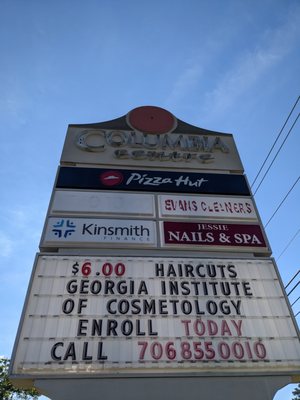 COLUMBIA
SQUARE
Pizza Hut
EVANS CLEANERS
Kinsmith
FINANCE
JESSIE
NAILS & SPA
$6.00 HAIRCUTS
GEORGIA INSTITUTE
OF COSMETOLOGY
ENROLL TODAY
CALL 7068550010